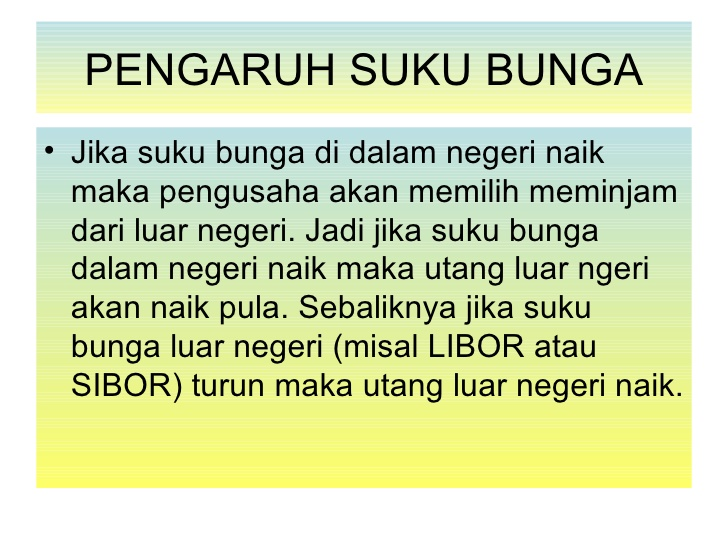 PENGARUH SUKU BUNGA
• Jika suku bunga di dalam negeri naik
maka pengusaha akan memilih meminjam
dari luar negeri. Jadi jika suku bunga
dalam negeri naik maka utang luar ngeri
akan naik pula. Sebaliknya jika suku
bunga luar negeri (misal LIBOR atau
SIBOR) turun maka utang luar negeri naik.